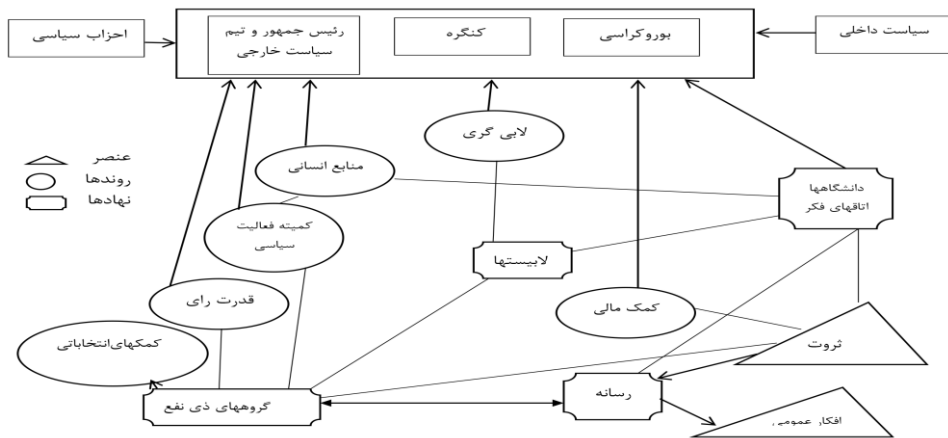 احزاب سیاسی
رئیس جمهور و تیم
سیاست خارجی
کنگره
بوروکراسی
سیاست داخلی
لابی گری
منابع انسانی
عنصر
روندها
نهادها
دانشگاهها
اتاقهای فکر
کمیته فعالیت
سیاسی
لابیستها
قدرت رای
کمک مالی
کمکهای‌انتخاباتی
ثروت
گروههای ذی نفع
رسانه
افکار عمومی